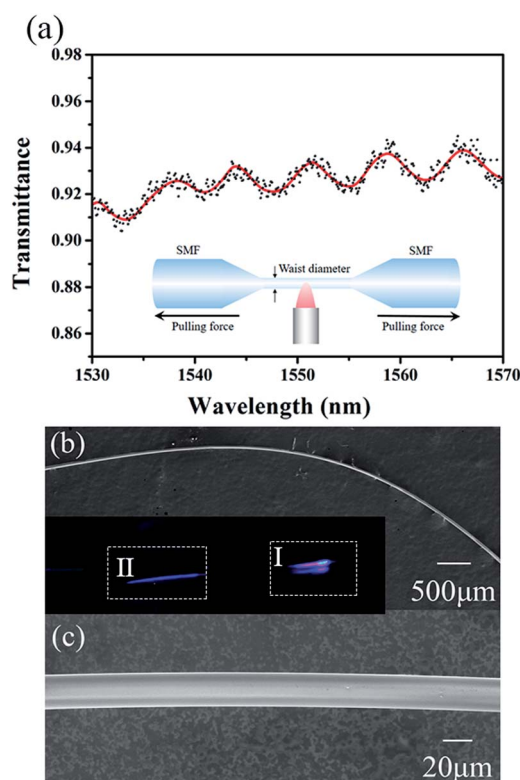 (a)
0.98
0.96
0.94
0.92
0.90
0.88
0.86
Transmittance
SMF
SMF
Waist diameter
Pulling force
Pulling force
1530
1540
1550
1560
1570
Wavelength (nm)
(b)
II
I
500μm
(c)
20μm